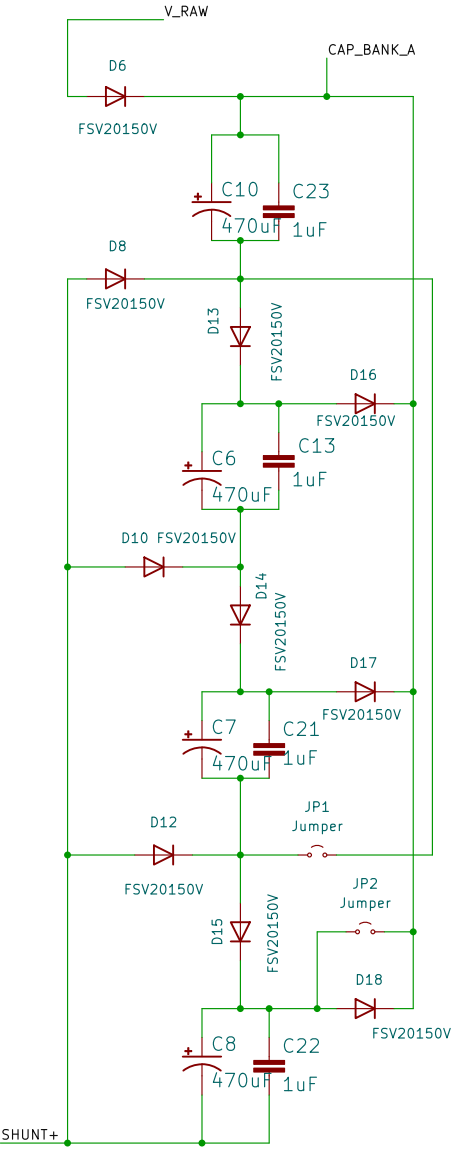 V_RAW
CAP_BANK_A
D6
FSV20150V
+
C10
C23
470uF
1uF
D8
FSV20150V
D13
FSV20150V
D16
FSV20150V
C13
+
C6
1uF
470uF
D10 FSV20150V
D14
FSV20150V
D17
FSV20150V
+
C7
C21
470uF
1uF
JP1
Jumper
D12
FSV20150V
JP2
Jumper
D15
FSV20150V
D18
FSV20150V
+
C8
C22
470uF
1uF
SHUNT+